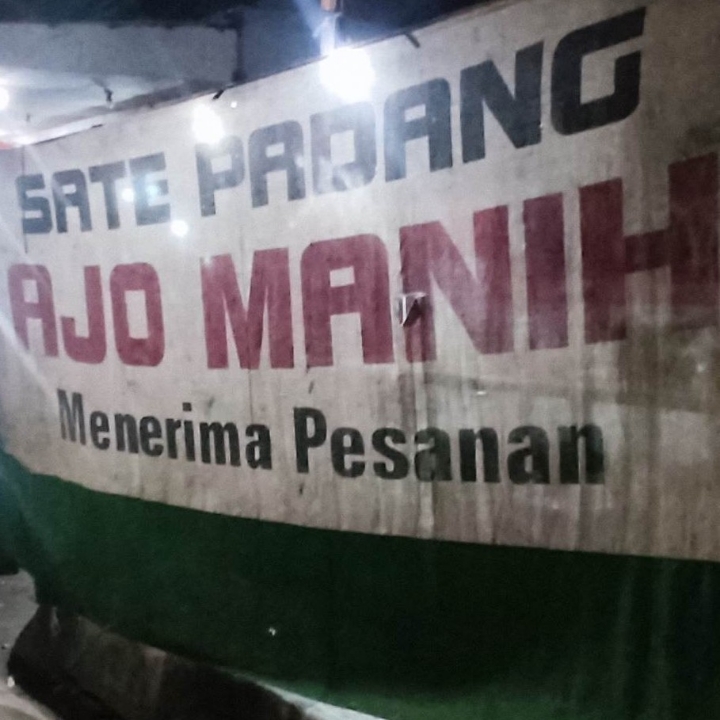 SATE PADANG
AJO MANIH
Menerima Pesanan